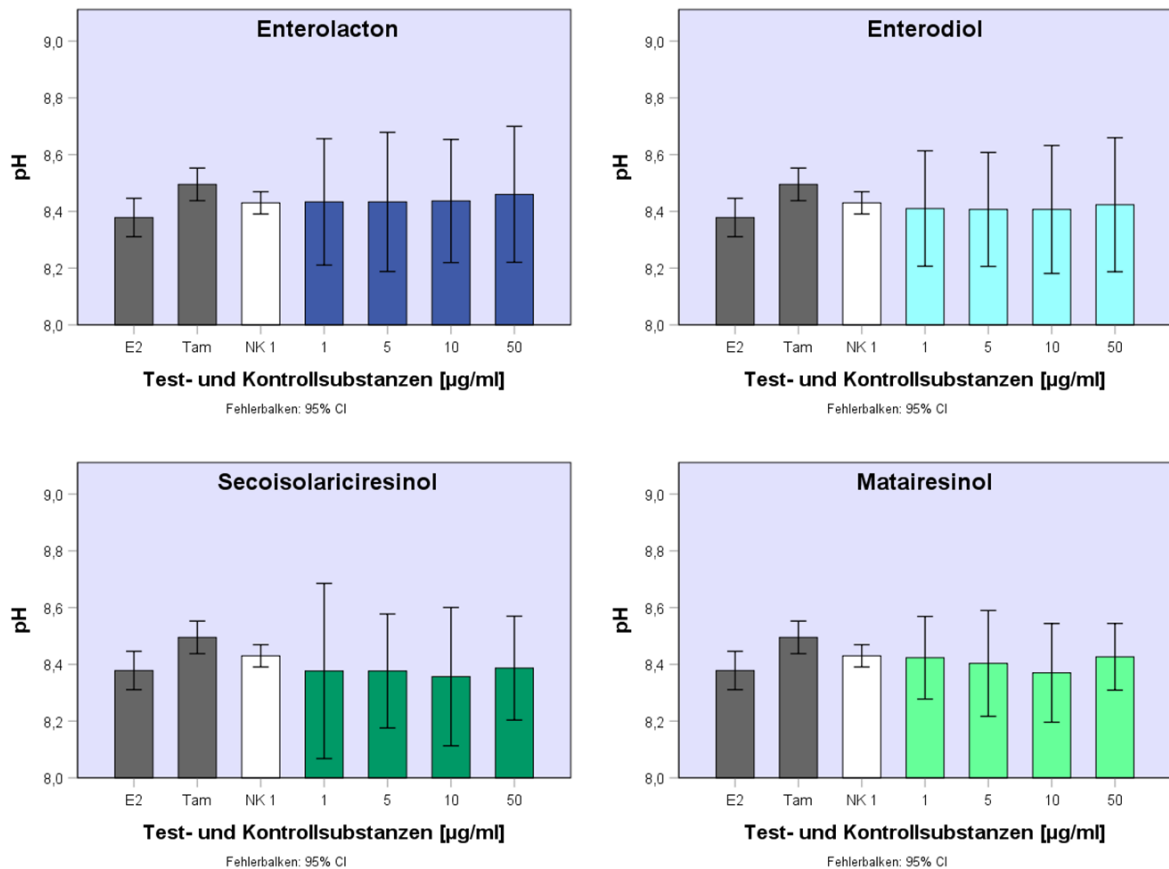 Enterolacton
9,0
8,8
8,6
8,4
8,2
8,0
pH
E2 Tam NK 1 1 5 10 50
Test- und Kontrollsubstanzen [µg/ml]
Fehlerbalken: 95% CI
Enterodiol
9,0
8,8
8,6
8,4
8,2
8,0
pH
E2 Tam NK 1 1 5 10 50
Test- und Kontrollsubstanzen [µg/ml]
Fehlerbalken: 95% CI
Secoisolariciresinol
9,0
8,8
8,6
8,4
8,2
8,0
pH
E2 Tam NK 1 1 5 10 50
Test- und Kontrollsubstanzen [µg/ml]
Fehlerbalken: 95% CI
Matairesinol
9,0
8,8
8,6
8,4
8,2
8,0
pH
E2 Tam NK 1 1 5 10 50
Test- und Kontrollsubstanzen [µg/ml]
Fehlerbalken: 95% CI